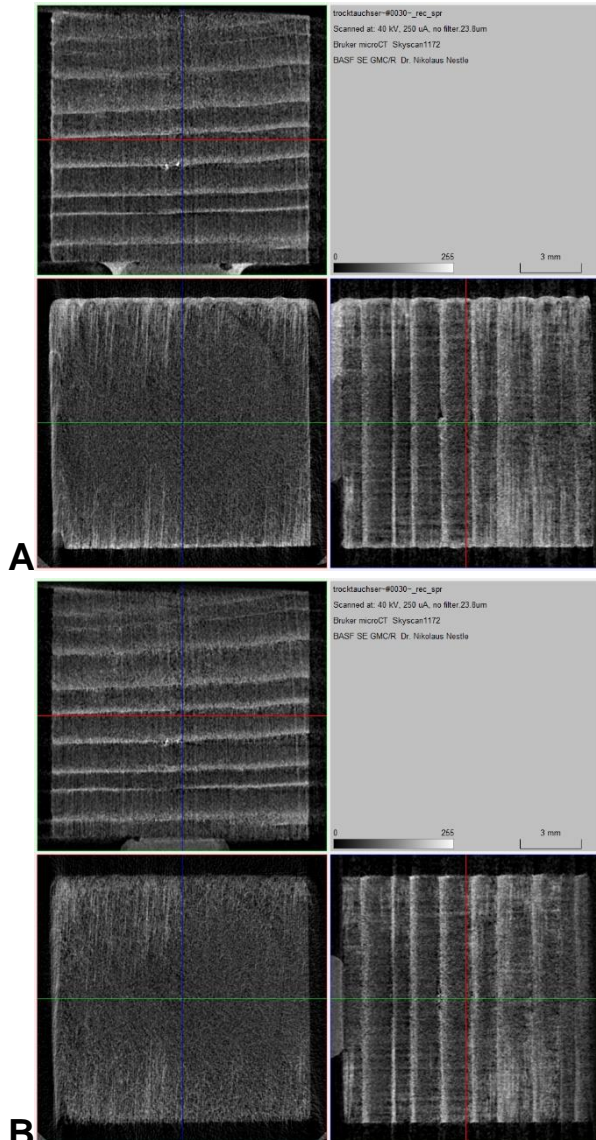 trocktauchser~#0030~_rec_spr
Scanned at: 40 kV, 250 uA, no filter.23.8um
Bruker microCT Skyscan1172
BASF SE GMC/R Dr. Nikolaus Nestle
0 255 3 mm
A
trocktauchser~#0030~_rec_spr
Scanned at: 40 kV, 250 uA, no filter.23.8um
Bruker microCT Skyscan1172
BASF SE GMC/R Dr. Nikolaus Nestle
0 255 3 mm
B